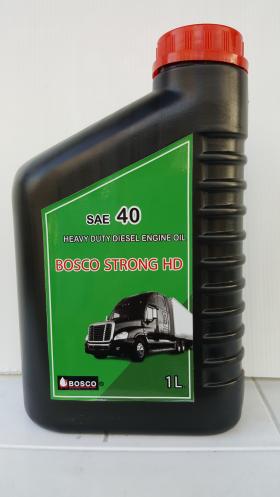 SAE 40
HEAVY DUTY DIESEL ENGINE OIL
BOSCO STRONG HD
1L.
BOSCO ®